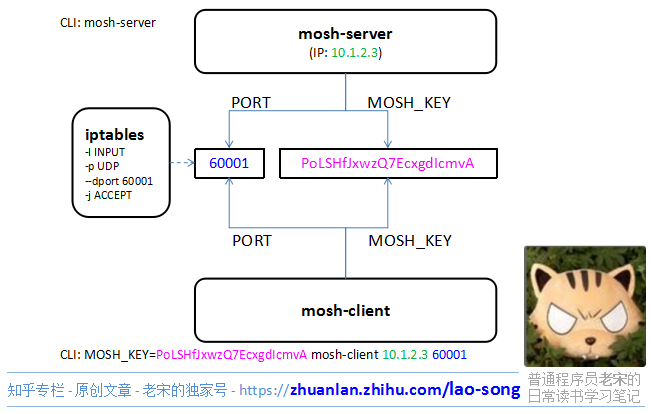 CLI: mosh-server
mosh-server
(IP: 10.1.2.3)
PORT
MOSH_KEY
iptables
-I INPUT
-p UDP
--dport 60001
-j ACCEPT
60001
PoLSHfJxwzQ7EcxgdIcmvA
PORT
MOSH_KEY
mosh-client
CLI: MOSH_KEY=PoLSHfJxwzQ7EcxgdIcmvA mosh-client 10.1.2.3 60001
知乎专栏 - 原创文章 - 老宋的独家号 - https://zhuanlan.zhihu.com/lao-song
普通程序员老宋的
日常读书学习笔记